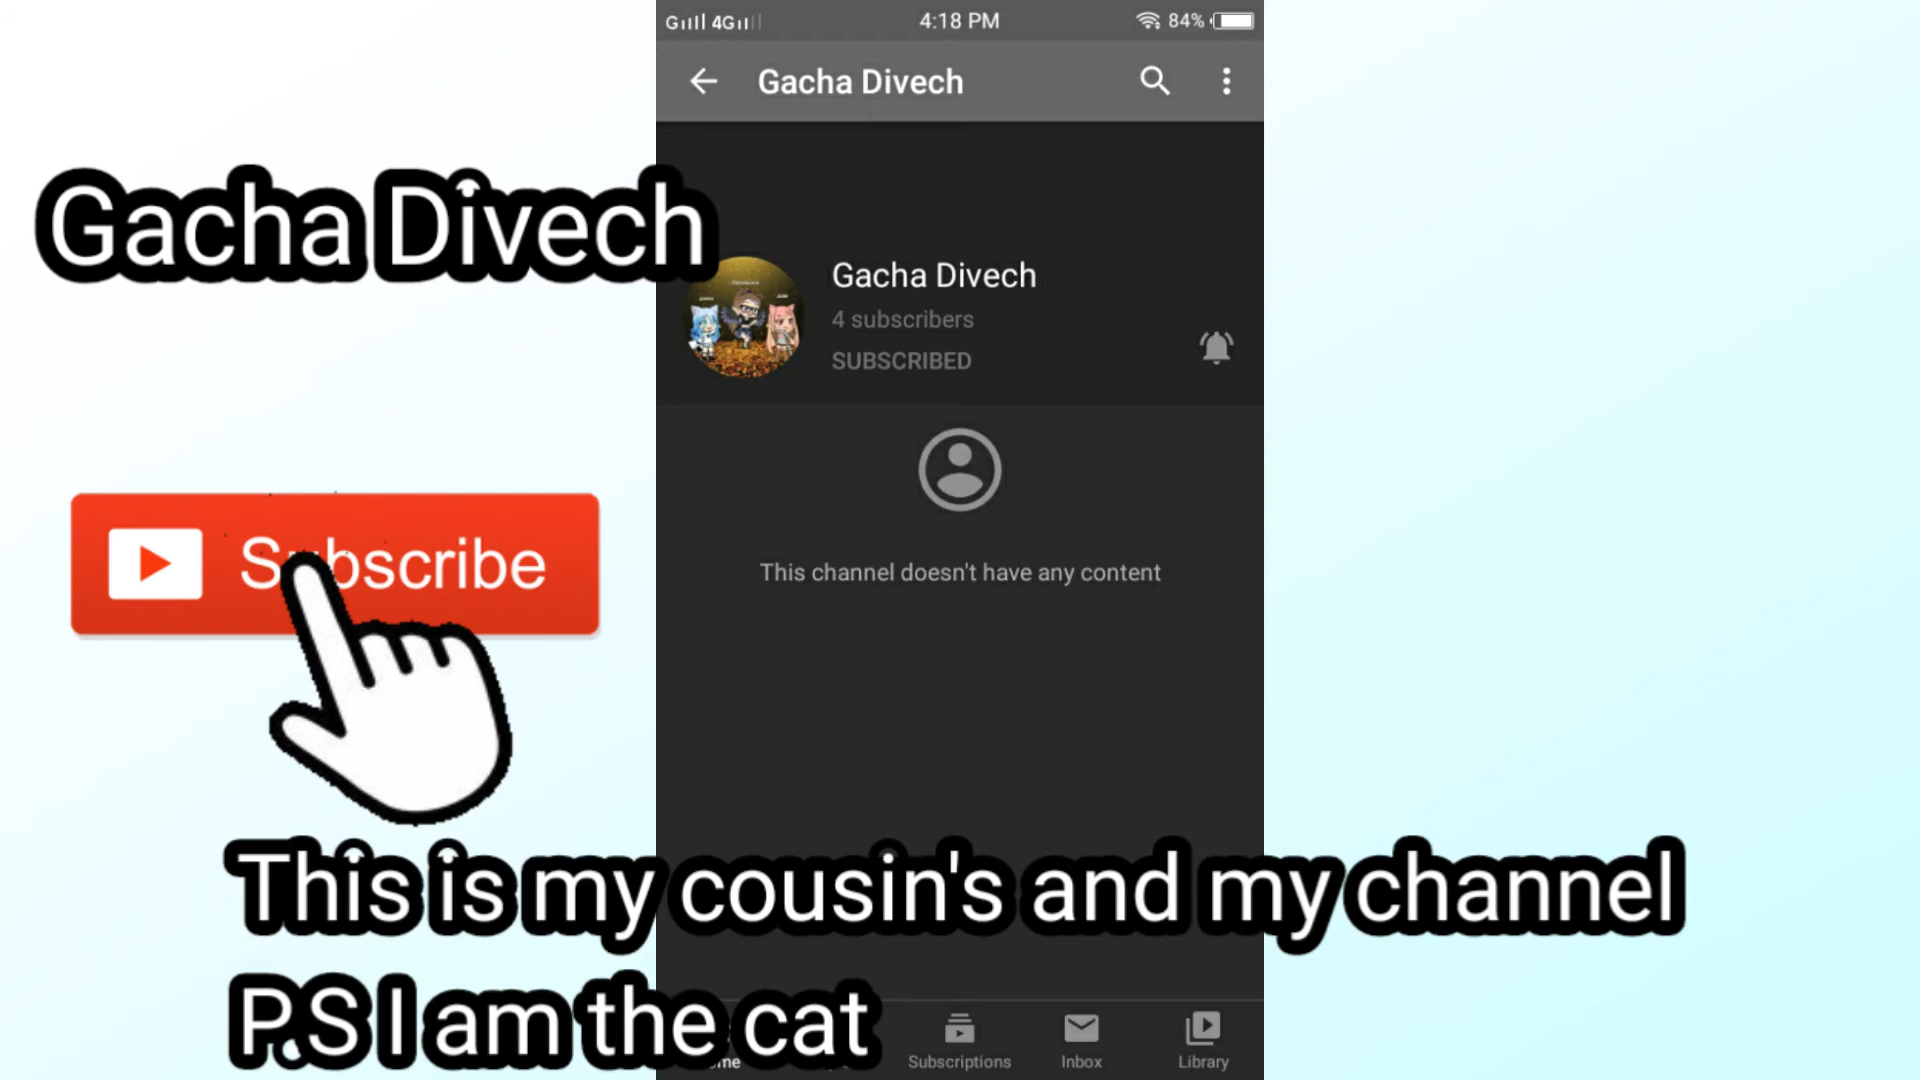 G 4G 4:18 PM 84%
Gacha Divech
Gacha Divech
Gacha Divech
4 subscribers
SUBSCRIBED
Subscribe
This channel doesn't have any content
This is my cousin's and my channel
P.S I am the cat
Subscriptions Inbox Library